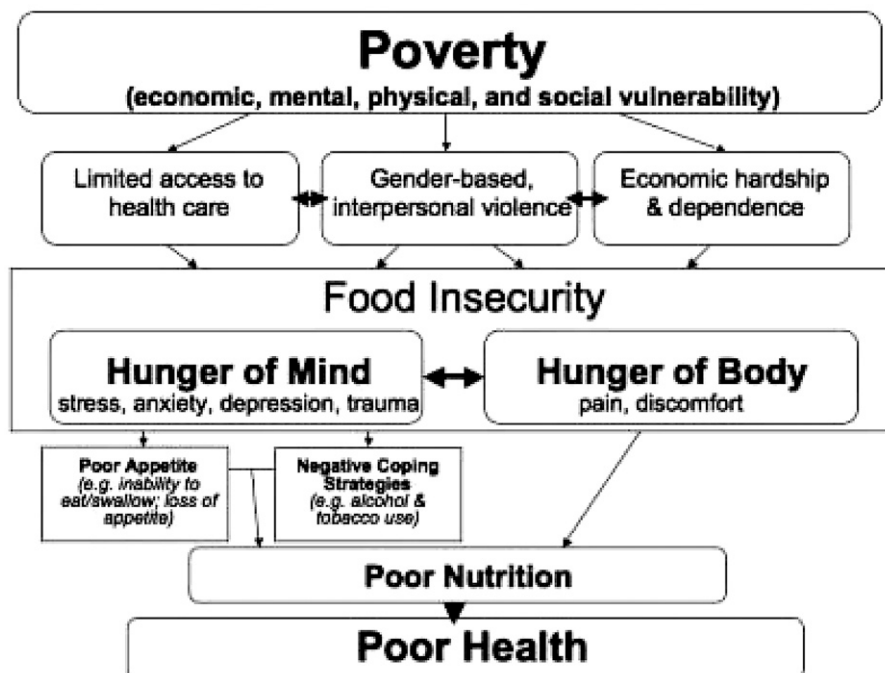 Poverty
(economic, mental, physical, and social vulnerability)
Limited access to
health care
Gender-based,
interpersonal violence
Economic hardship
& dependence
Food Insecurity
Hunger of Mind
stress, anxiety, depression, trauma
Hunger of Body
pain, discomfort
Poor Appetite
(e.g. inability to
eat/swallow; loss of
appetite)
Negative Coping
Strategies
(e.g. alcohol &
tobacco use)
Poor Nutrition
Poor Health